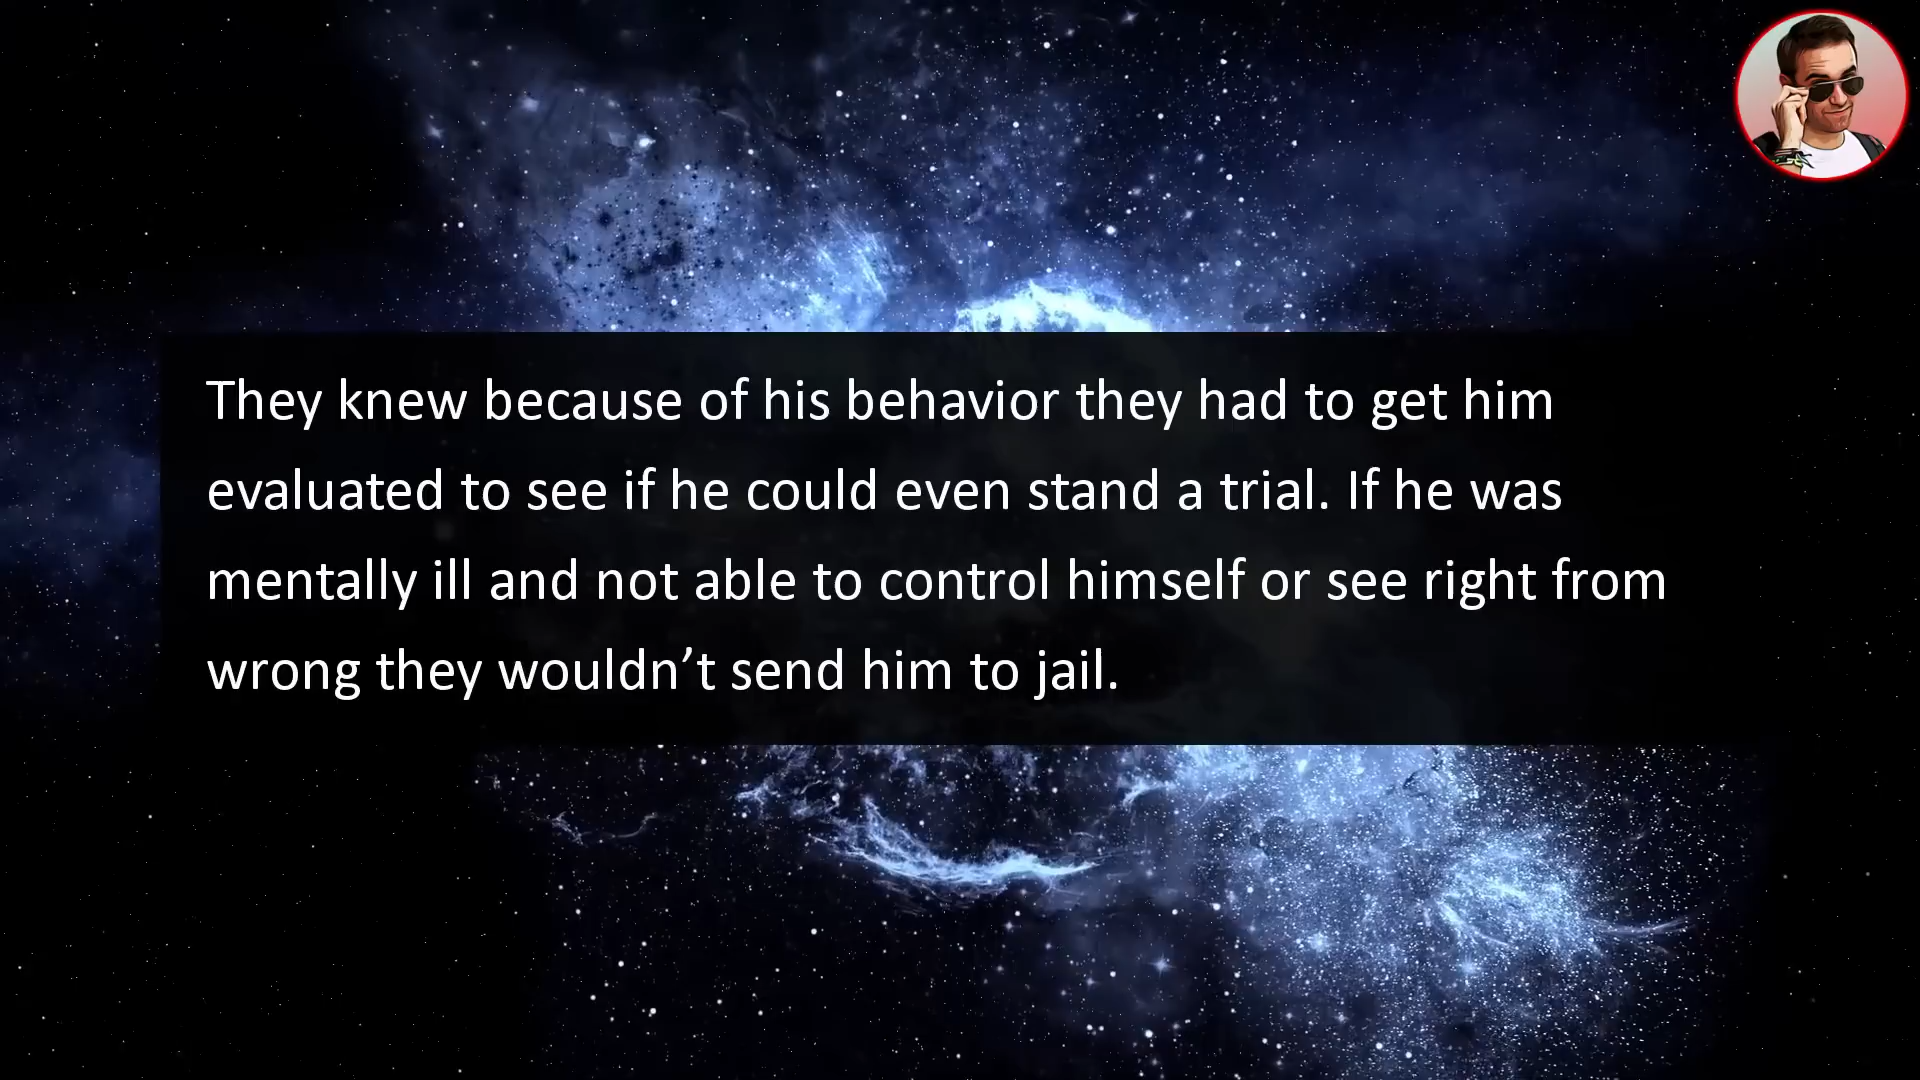 They knew because of his behavior they had to get him
evaluated to see if he could even stand a trial. If he was
mentally ill and not able to control himself or see right from
wrong they wouldn’t send him to jail.